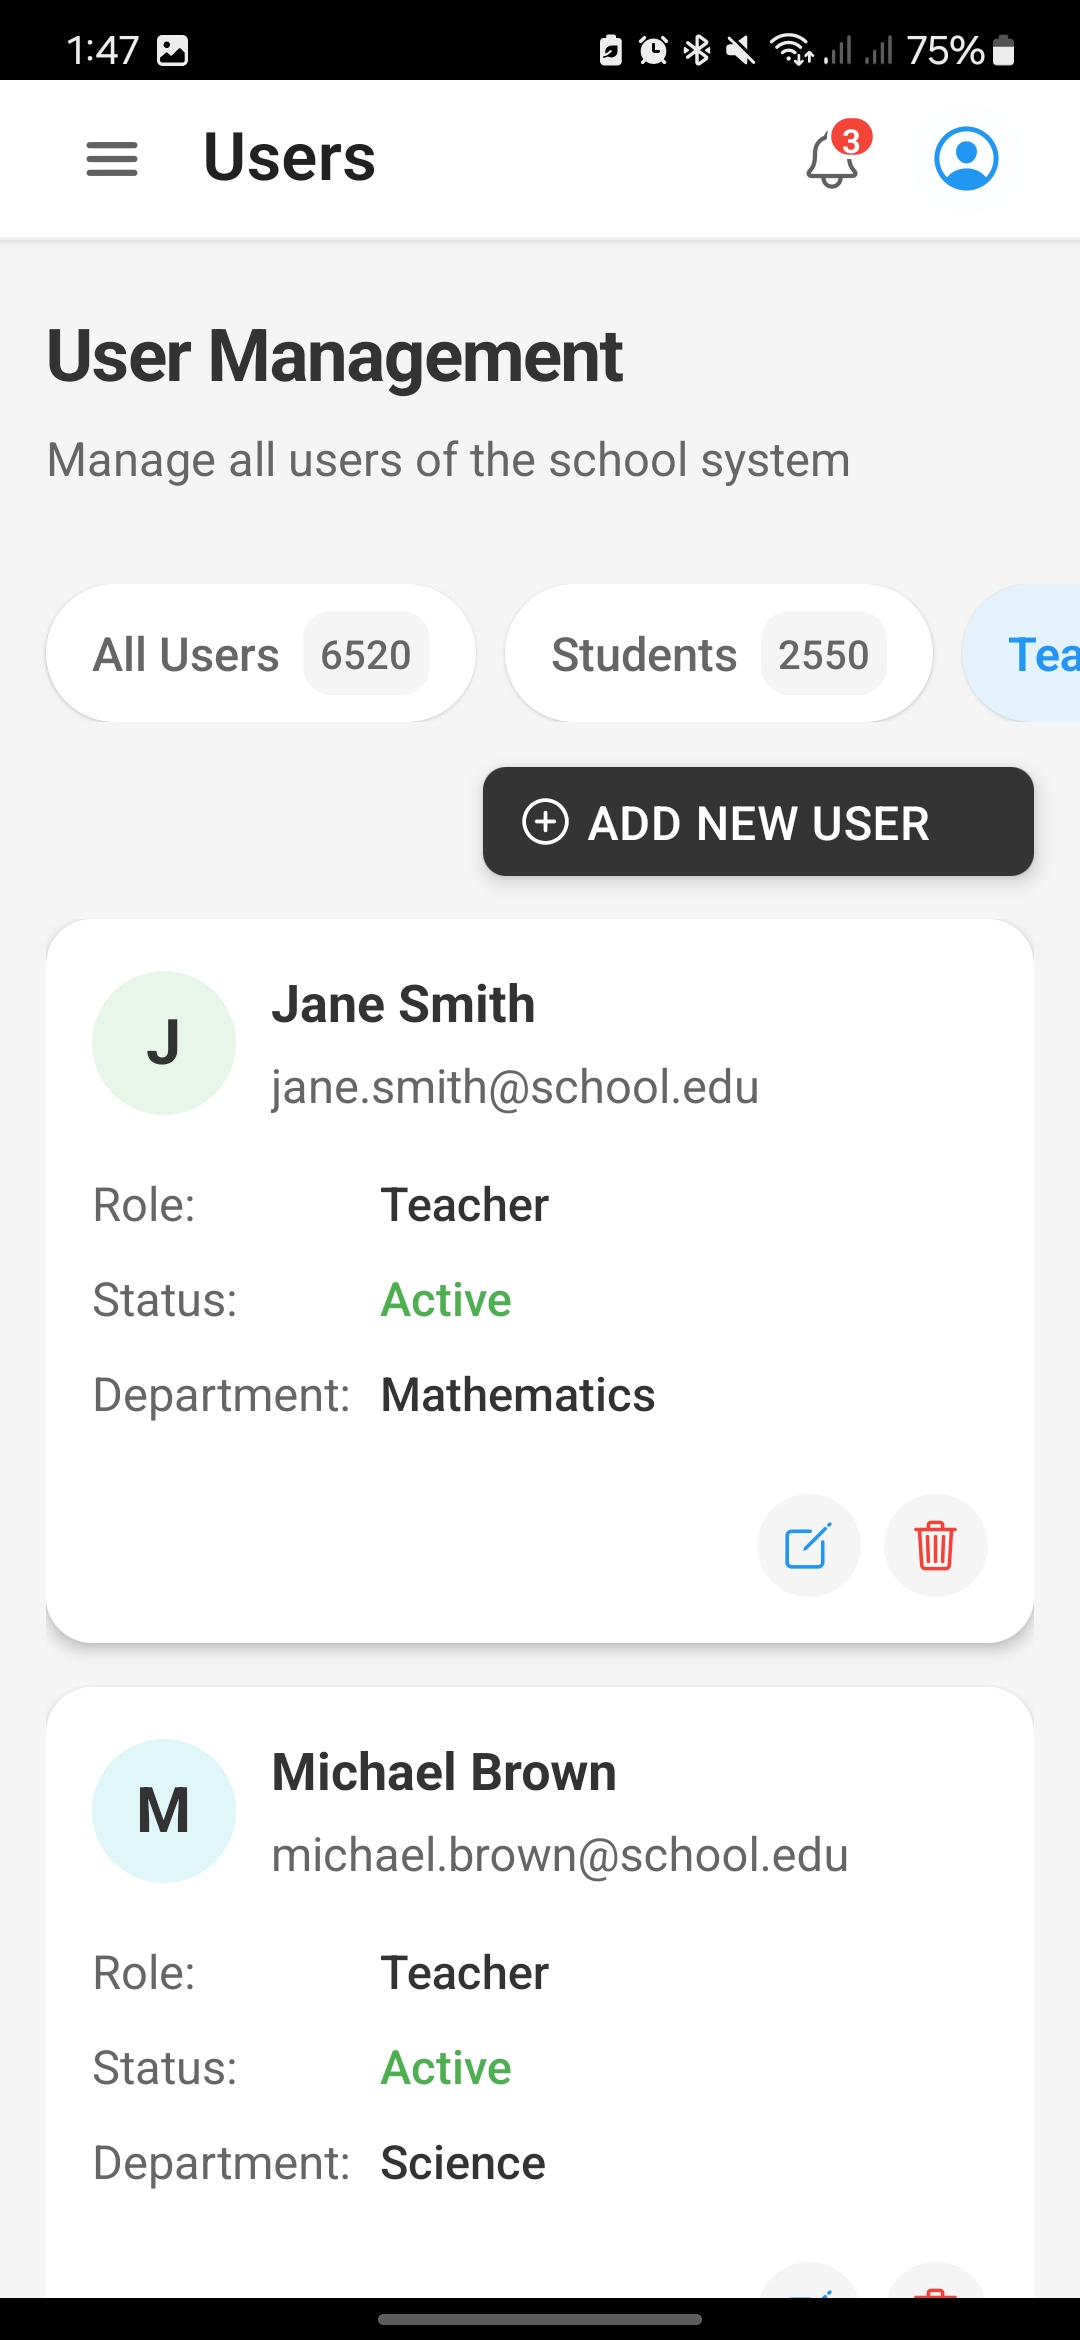 1:47 75%
Users 3
User Management
Manage all users of the school system
All Users 6520 Students 2550 Tea
ADD NEW USER
J
Jane Smith
jane.smith@school.edu
Role: Teacher
Status: Active
Department: Mathematics
M
Michael Brown
michael.brown@school.edu
Role: Teacher
Status: Active
Department: Science